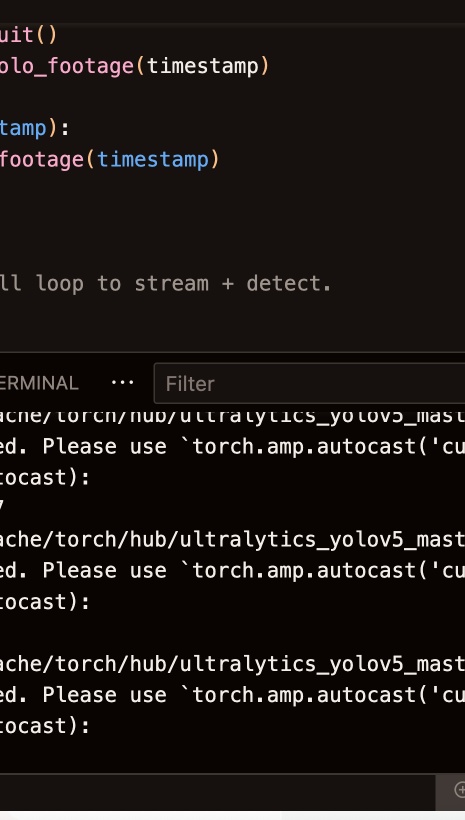 uit()
olo_footage(timestamp)
tamp):
footage(timestamp)
ll loop to stream + detect.
ERMINAL ··· Filter
ache/torch/hub/ultralytics_yolov5_mast
ed. Please use `torch.amp.autocast('cu
tocast):
ache/torch/hub/ultralytics_yolov5_mast
ed. Please use `torch.amp.autocast('cu
tocast):
ache/torch/hub/ultralytics_yolov5_mast
ed. Please use `torch.amp.autocast('cu
tocast):